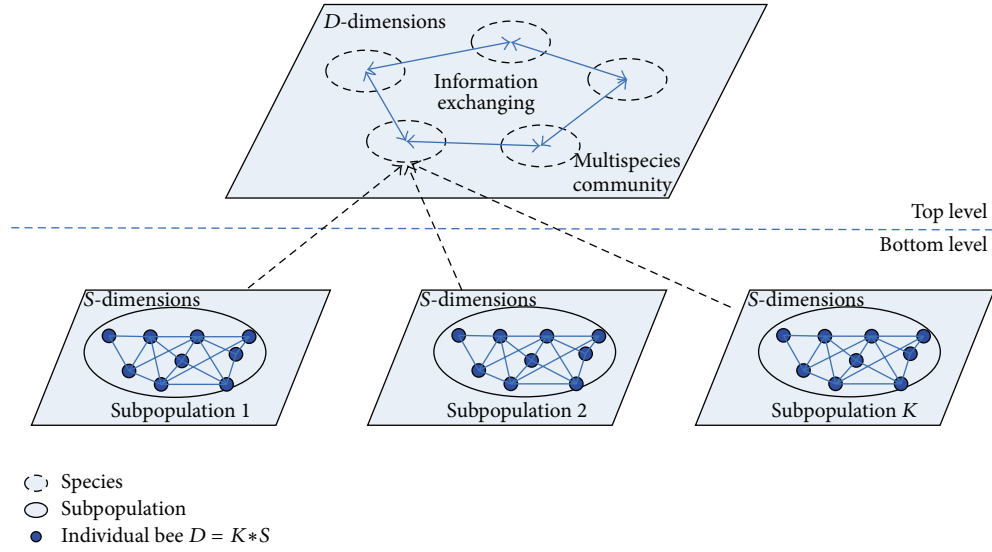 D-dimensions
Information
exchanging
Multispecies
community
Top level
Bottom level
S-dimensions
Subpopulation 1
S-dimensions
Subpopulation 2
S-dimensions
Subpopulation K
Species
Subpopulation
Individual bee D = K∗S